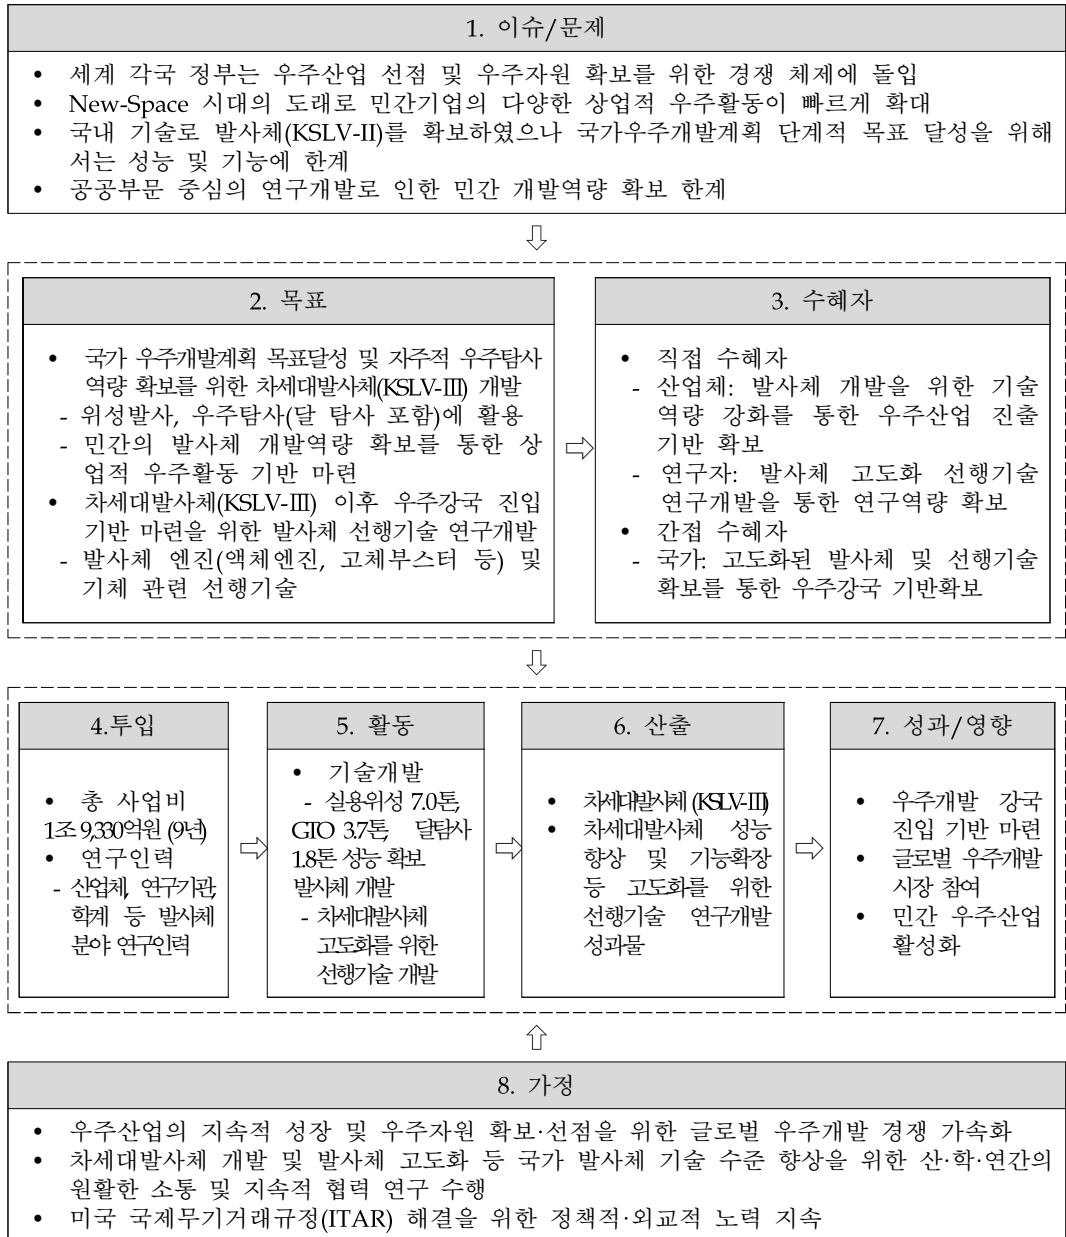 1. 이슈/문제
• 세계 각국 정부는 우주산업 선점 및 우주자원 확보를 위한 경쟁 체제에 돌입
• New-Space 시대의 도래로 민간기업의 다양한 상업적 우주활동이 빠르게 확대
• 국내 기술로 발사체(KSLV-II)를 확보하였으나 국가우주개발계획 단계적 목표 달성을 위해
서는 성능 및 기능에 한계
• 공공부문 중심의 연구개발로 인한 민간 개발역량 확보 한계
⇩
2. 목표
• 국가 우주개발계획 목표달성 및 자주적 우주탐사
역량 확보를 위한 차세대발사체(KSLV-III) 개발
- 위성발사, 우주탐사(달 탐사 포함)에 활용
- 민간의 발사체 개발역량 확보를 통한 상
업적 우주활동 기반 마련
• 차세대발사체(KSLV-III) 이후 우주강국 진입
기반 마련을 위한 발사체 선행기술 연구개발
- 발사체 엔진(액체엔진, 고체부스터 등) 및
기체 관련 선행기술
⇨
3. 수혜자
• 직접 수혜자
- 산업체: 발사체 개발을 위한 기술
역량 강화를 통한 우주산업 진출
기반 확보
- 연구자: 발사체 고도화 선행기술
연구개발을 통한 연구역량 확보
• 간접 수혜자
- 국가: 고도화된 발사체 및 선행기술
확보를 통한 우주강국 기반확보
⇩
4.투입
• 총 사업비
1조 9,330억원 (9년)
• 연구인력
- 산업체, 연구기관,
학계 등 발사체
분야 연구인력
⇨
5. 활동
• 기술개발
- 실용위성 7.0톤,
GTO 3.7톤, 달탐사
1.8톤 성능 확보
발사체 개발
- 차세대발사체
고도화를 위한
선행기술 개발
⇨
6. 산출
• 차세대발사체 (KSLV-III)
• 차세대발사체 성능
향상 및 기능확장
등 고도화를 위한
선행기술 연구개발
성과물
⇨
7. 성과/영향
• 우주개발 강국
진입 기반 마련
• 글로벌 우주개발
시장 참여
• 민간 우주산업
활성화
⇧
8. 가정
• 우주산업의 지속적 성장 및 우주자원 확보·선점을 위한 글로벌 우주개발 경쟁 가속화
• 차세대발사체 개발 및 발사체 고도화 등 국가 발사체 기술 수준 향상을 위한 산·학·연간의
원활한 소통 및 지속적 협력 연구 수행
• 미국 국제무기거래규정(ITAR) 해결을 위한 정책적·외교적 노력 지속